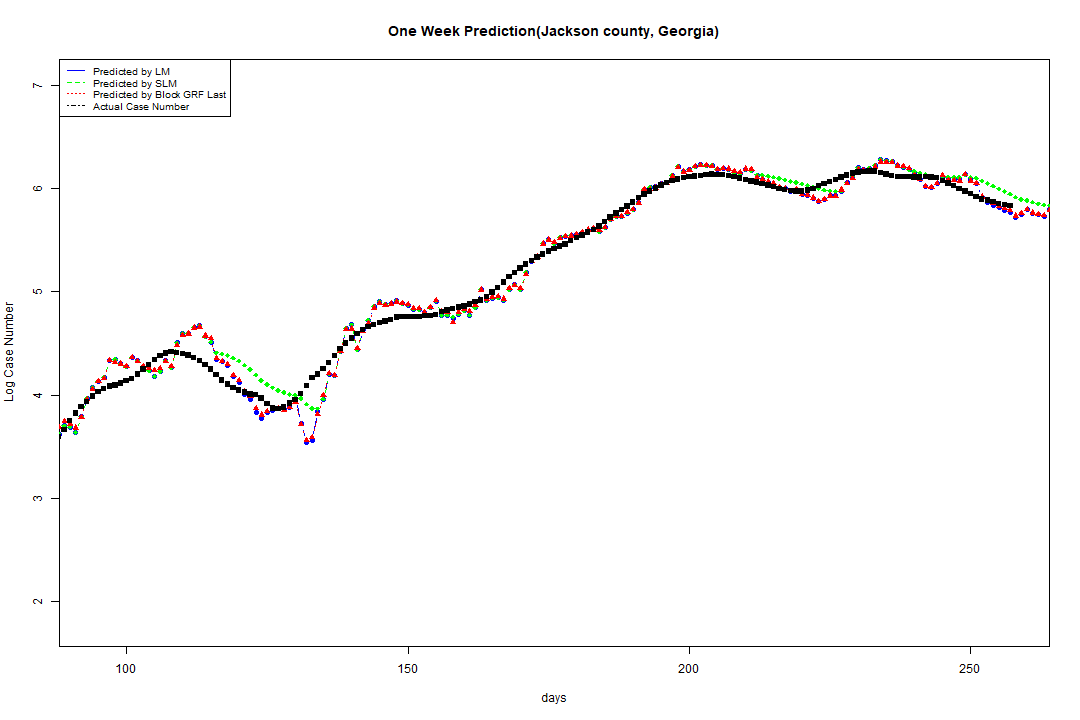 One Week Prediction(Jackson county, Georgia)
Predicted by LM
Predicted by SLM
Predicted by Block GRF Last
Actual Case Number
7
6
5
4
3
2
Log Case Number
100 150 200 250
days